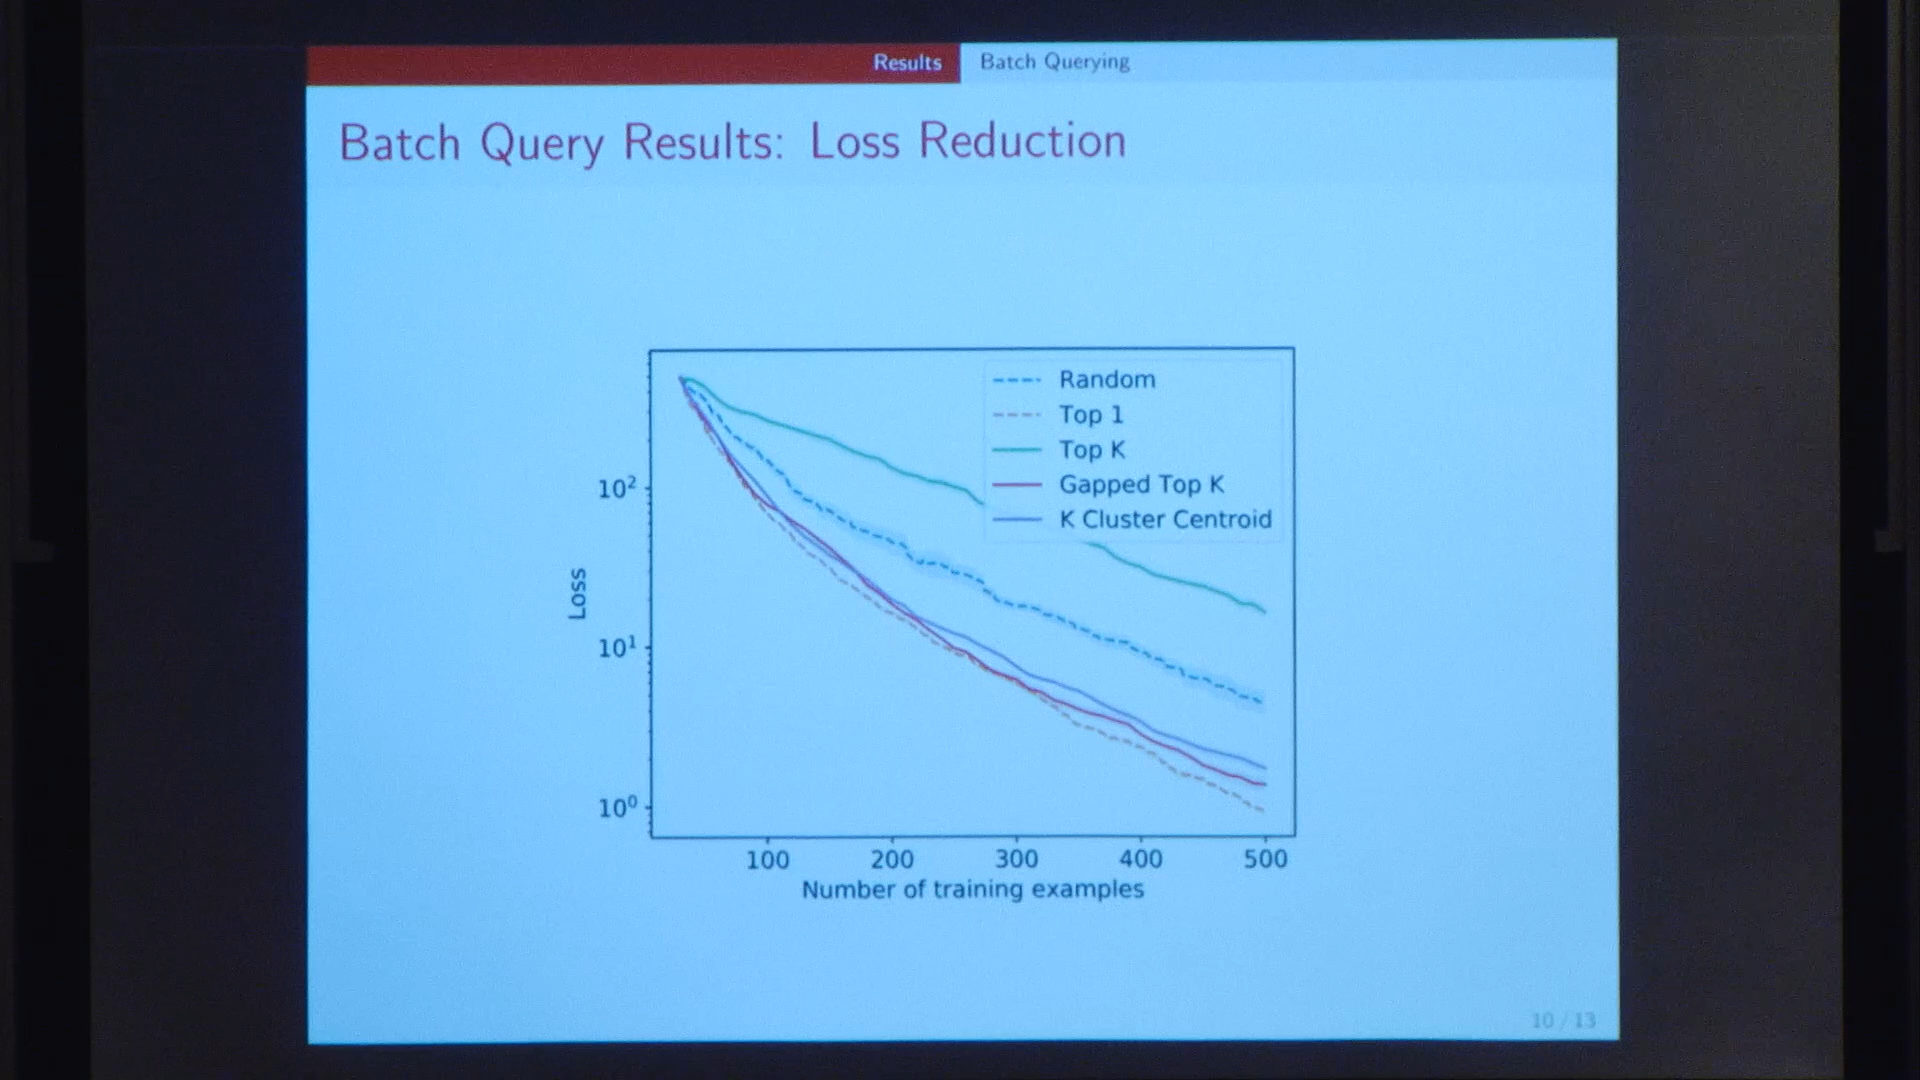 Results Batch Querying
Batch Query Results: Loss Reduction
Random
Top 1
Top K
Gapped Top K
K Cluster Centroid
10²
10¹
10⁰
Loss
100 200 300 400 500
Number of training examples
10 / 13